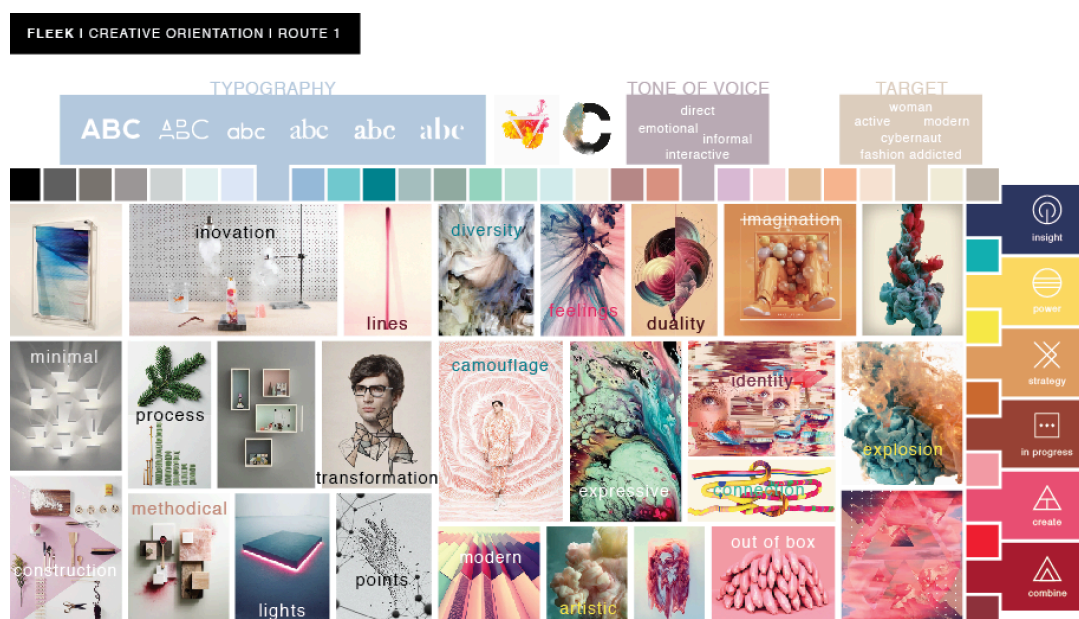 FLEEK I CREATIVE ORIENTATION I ROUTE 1
TYPOGRAPHY
TONE OF VOICE
TARGET
ABC ABC abc abc abc abc
C
direct
emotional
informal
interactive
woman
active modern
cybernaut
fashion addicted
inovation
lines
diversity
feelings
duality
imagination
insight
power
minimal
process
transformation
camouflage
expressive
identity
connection
explosion
strategy
in progress
construction
methodical
lights
points
modern
artistic
out of box
create
combine